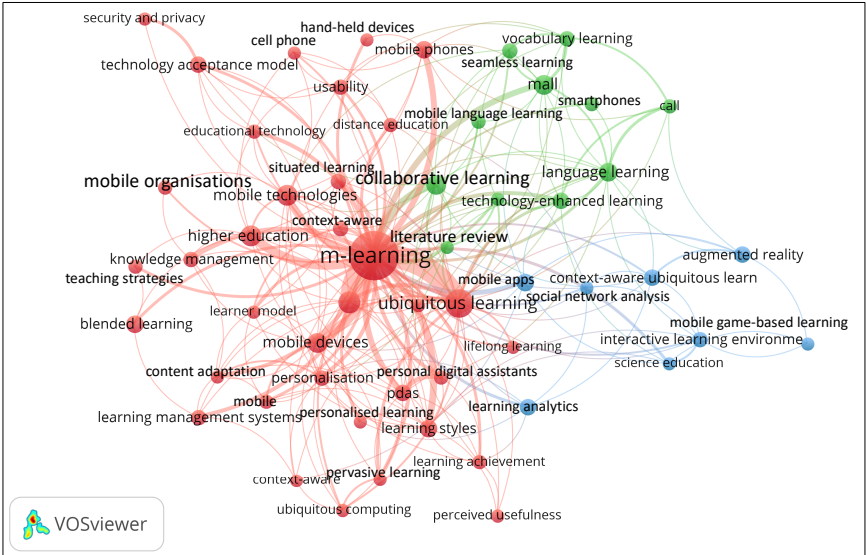 security and privacy
hand-held devices
cell phone
vocabulary learning
mobile phones
seamless learning
technology acceptance model
usability
mall
smartphones
call
mobile language learning
distance education
educational technology
situated learning
language learning
mobile organisations
collaborative learning
mobile technologies
technology-enhanced learning
context-aware
higher education
literature review
m-learning
augmented reality
knowledge management
teaching strategies
mobile apps
context-aware ubiquitous learn
social network analysis
ubiquitous learning
learner model
blended learning
mobile game-based learning
interactive learning environme
mobile devices
lifelong learning
science education
content adaptation
personal digital assistants
personalisation
pdas
mobile
learning analytics
learning management systems
personalised learning
learning styles
learning achievement
pervasive learning
context-aware
ubiquitous computing
perceived usefulness
VOSviewer